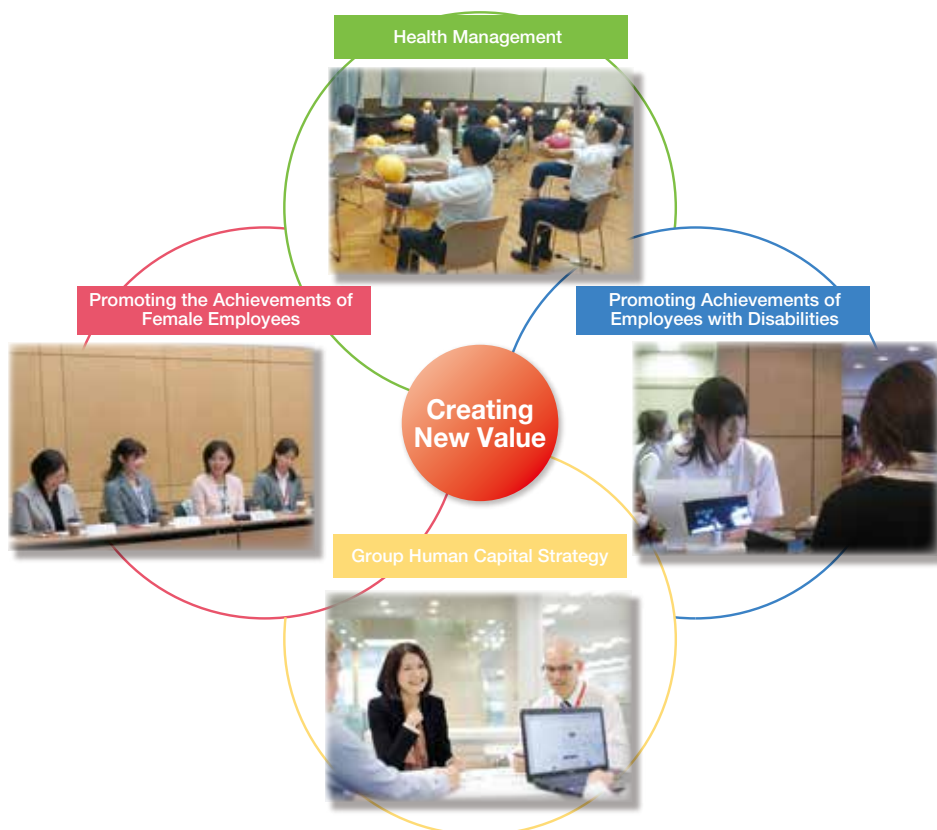 Health Management
Promoting the Achievements of
Female Employees
Promoting Achievements of
Employees with Disabilities
Creating
New Value
Group Human Capital Strategy